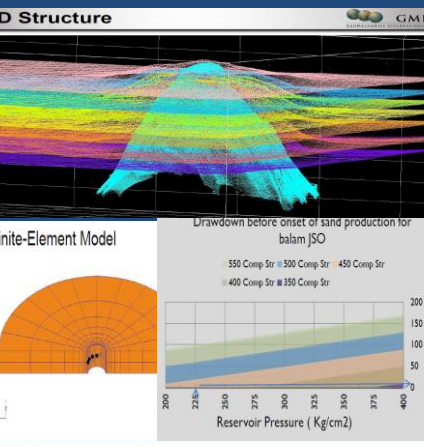 D Structure
GMI
nite-Element Model
Drawdown before onset of sand production for
balam JSO
550 Comp Str 500 Comp Str 450 Comp Str
400 Comp Str 350 Comp Str
200
150
100
50
0
200 225 250 275 300 325 350 375 400
Reservoir Pressure ( Kg/cm2)